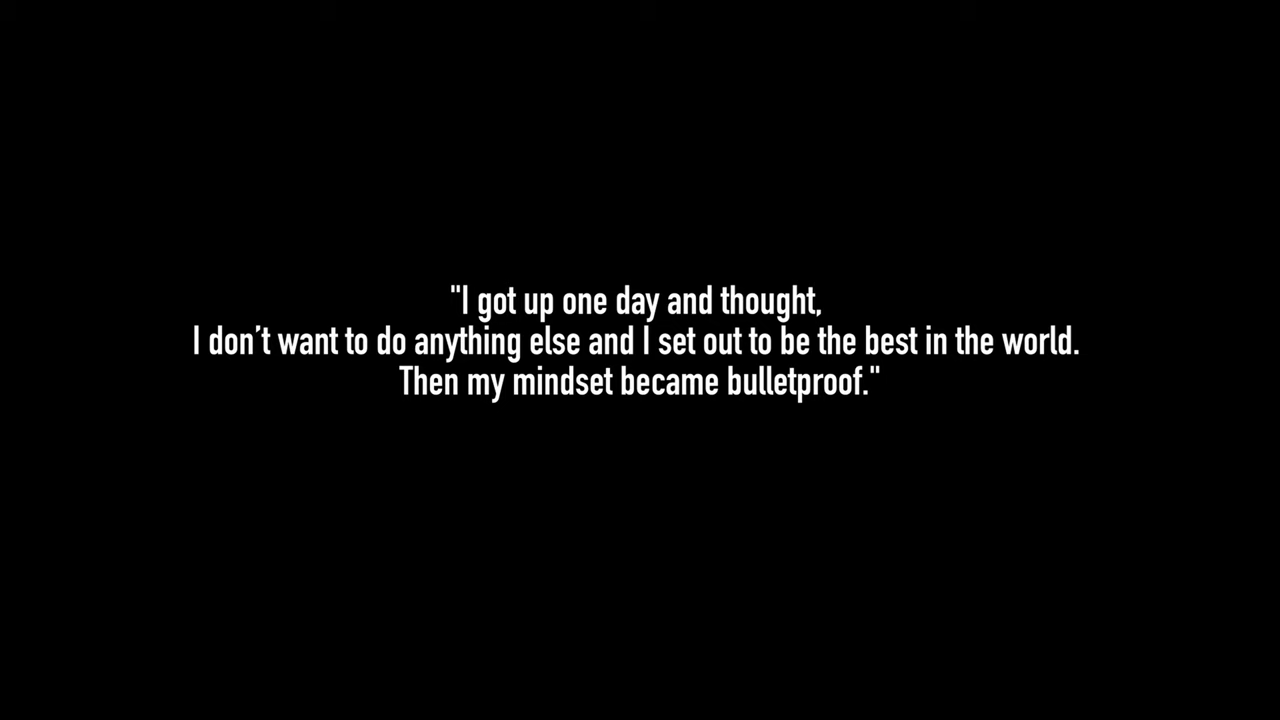 "I got up one day and thought,
I don’t want to do anything else and I set out to be the best in the world.
Then my mindset became bulletproof."